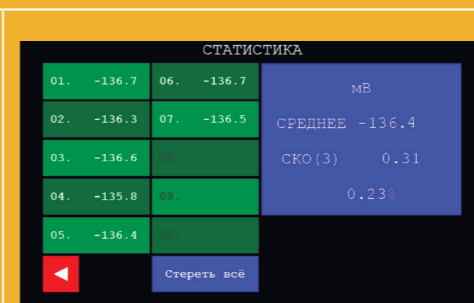 СТАТИСТИКА
01. -136.7
02. -136.3
03. -136.6
04. -135.8
05. -136.4
06. -136.7
07. -136.5
08.
09.
10.
мВ
СРЕДНЕЕ -136.4
СКО(3) 0.31
0.23%
Стереть всё